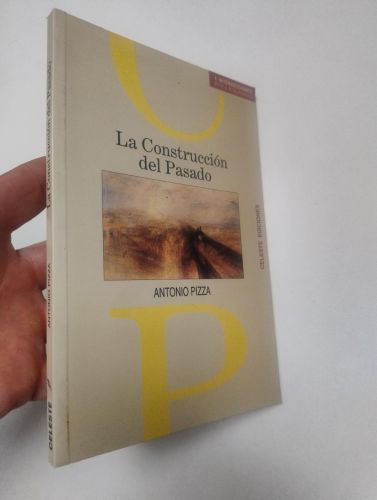 La Construcción
del Pasado
ANTONIO PIZZA
CELESTE EDICIONES
La Construcción del Pasado
ANTONIO PIZZA
CELESTE
C
P